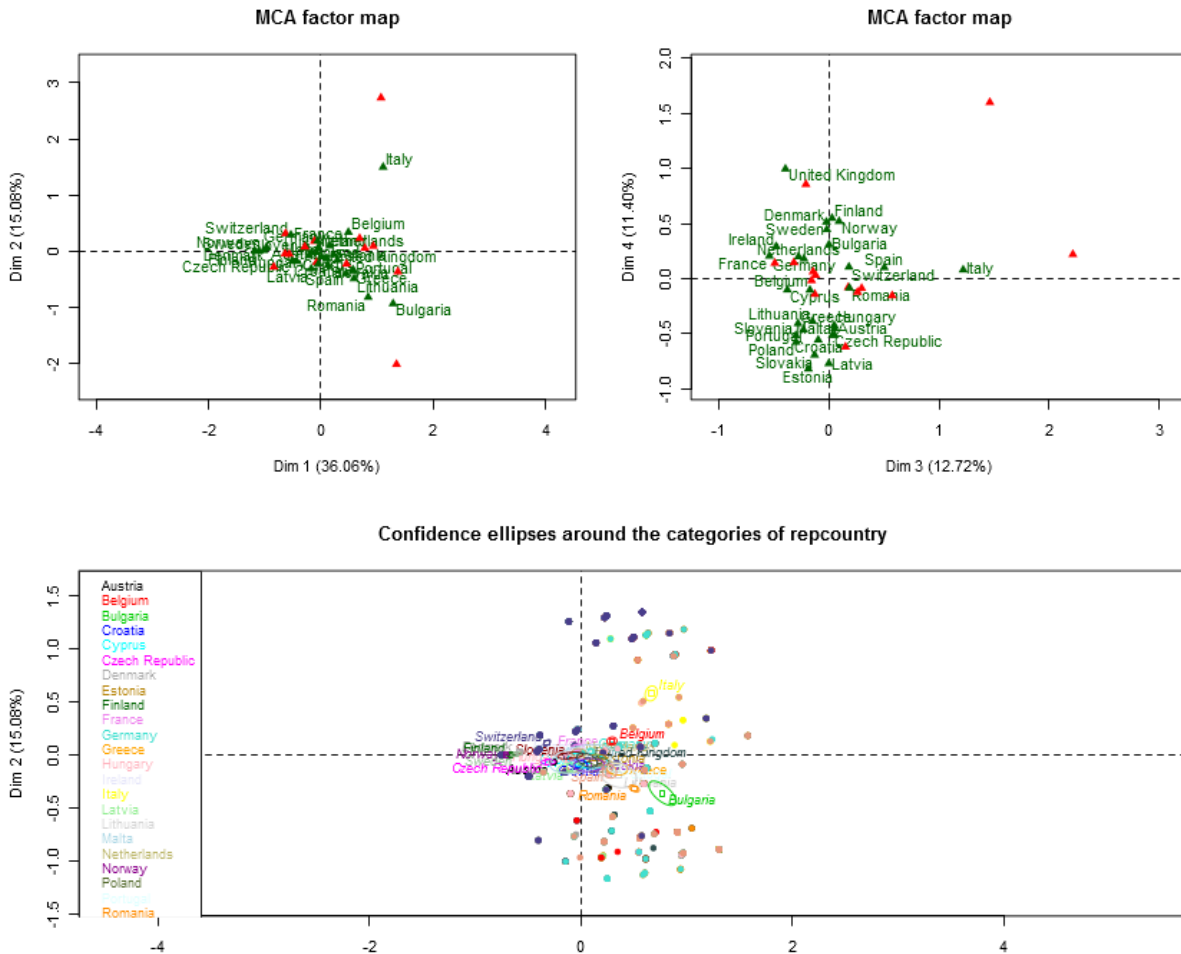 MCA factor map
Dim 2 (15.08%)
3
2
1
0
-1
-2
Italy
Belgium
Switzerland
Czech Republic
Latvia
Spain
Portugal
Lithuania
Romania
Bulgaria
-4
-2
0
2
4
Dim 1 (36.06%)
MCA factor map
Dim 4 (11.40%)
2.0
1.5
1.0
0.5
0.0
-0.5
-1.0
United Kingdom
Denmark
Finland
Sweden
Norway
Ireland
Bulgaria
Netherlands
Spain
France
Germany
Switzerland
Italy
Belgium
Cyprus
Romania
Lithuania
Greece
Hungary
Slovenia
Malta
Austria
Portugal
Czech Republic
Poland
Croatia
Slovakia
Latvia
Estonia
-1
0
1
2
3
Dim 3 (12.72%)
Confidence ellipses around the categories of repcountry
Dim 2 (15.08%)
1.5
1.0
0.5
0.0
-0.5
-1.0
-1.5
Austria
Belgium
Bulgaria
Croatia
Cyprus
Czech Republic
Denmark
Estonia
Finland
France
Germany
Greece
Hungary
Ireland
Italy
Latvia
Lithuania
Malta
Netherlands
Norway
Poland
Portugal
Romania
Italy
Switzerland
Belgium
Finland
Slovenia
Czech Republic
Romania
Bulgaria
-4
-2
0
2
4